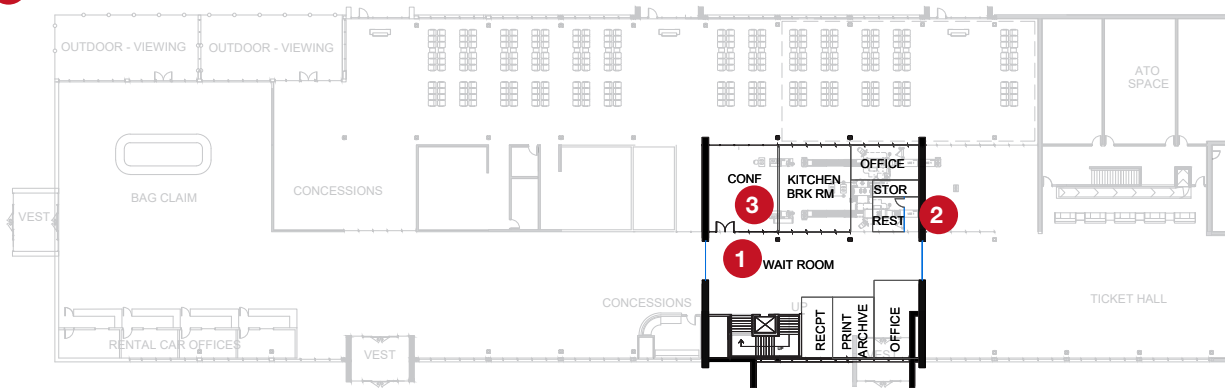 OUTDOOR - VIEWING
OUTDOOR - VIEWING
ATO
SPACE
OFFICE
CONF
KITCHEN
BRK RM
STOR
BAG CLAIM
CONCESSIONS
3
REST
2
VEST
1
WAIT ROOM
CONCESSIONS
UP
TICKET HALL
RENTAL CAR OFFICES
VEST
RECPT
PRINT
ARCHIVE
OFFICE
VEST